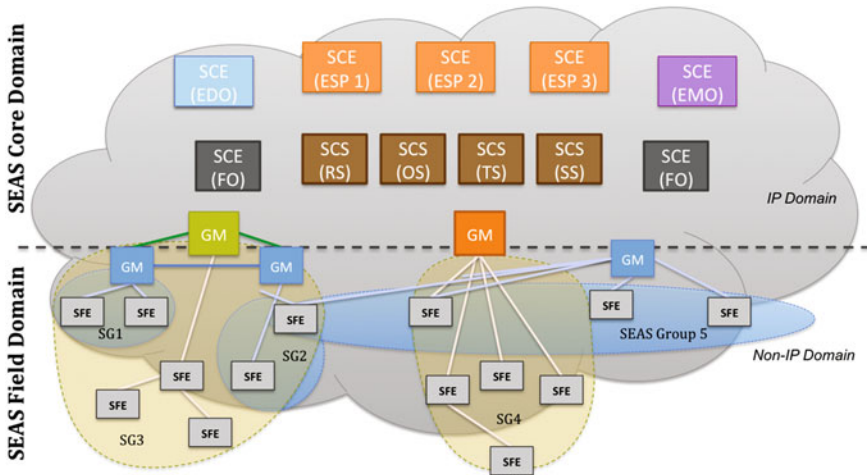 SEAS Core Domain
SCE
(EDO)
SCE
(ESP 1)
SCE
(ESP 2)
SCE
(ESP 3)
SCE
(EMO)
SCE
(FO)
SCS
(RS)
SCS
(OS)
SCS
(TS)
SCS
(SS)
SCE
(FO)
IP Domain
GM
GM
SEAS Field Domain
GM
GM
GM
SFE
SFE
SFE
SFE
SFE
SFE
SG1
SEAS Group 5
SG2
Non-IP Domain
SFE
SFE
SFE
SFE
SFE
SFE
SG4
SG3
SFE
SFE